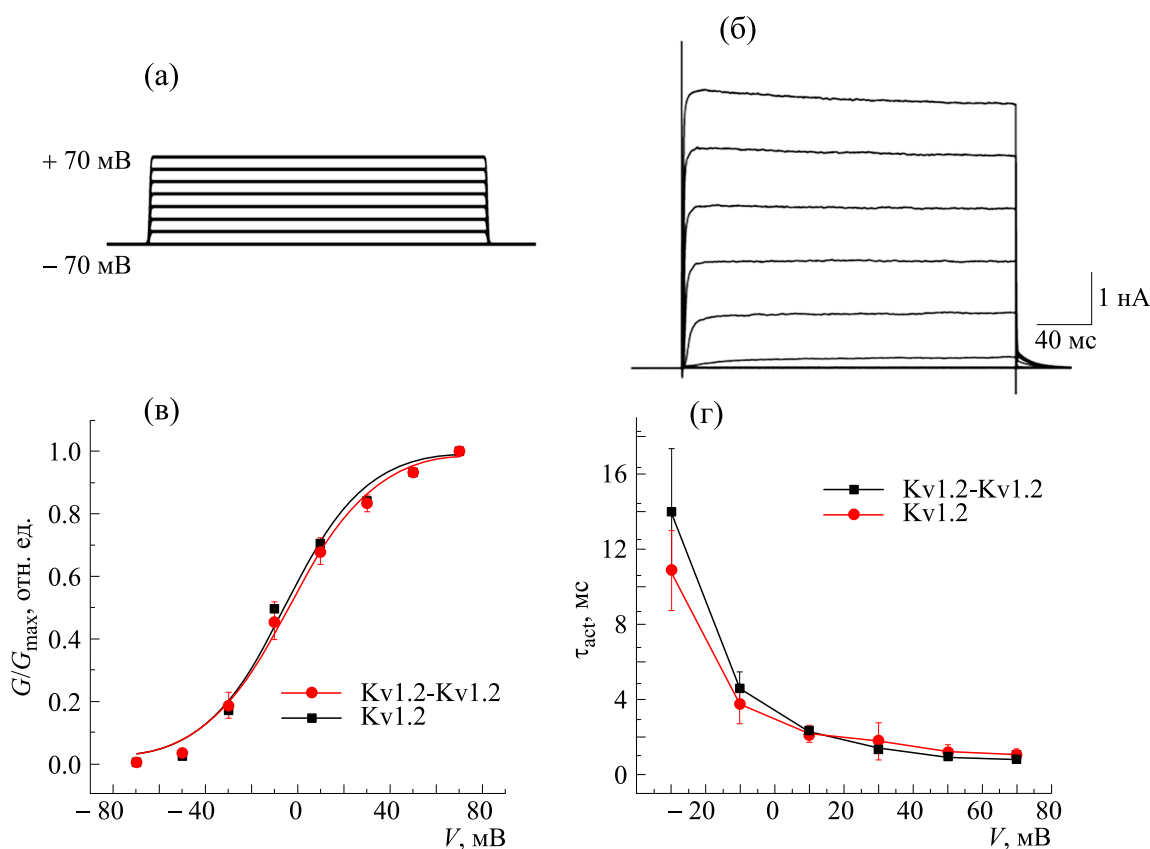 (а)
+ 70 мВ
– 70 мВ
(б)
1 нА
40 мс
(в)
G/Gmax, отн. ед.
1.0
0.8
0.6
0.4
0.2
0.0
Kv1.2-Kv1.2
Kv1.2
– 80
– 40
0
40
80
V, мВ
(г)
τact, мс
16
12
8
4
0
Kv1.2-Kv1.2
Kv1.2
– 20
0
20
40
60
80
V, мВ